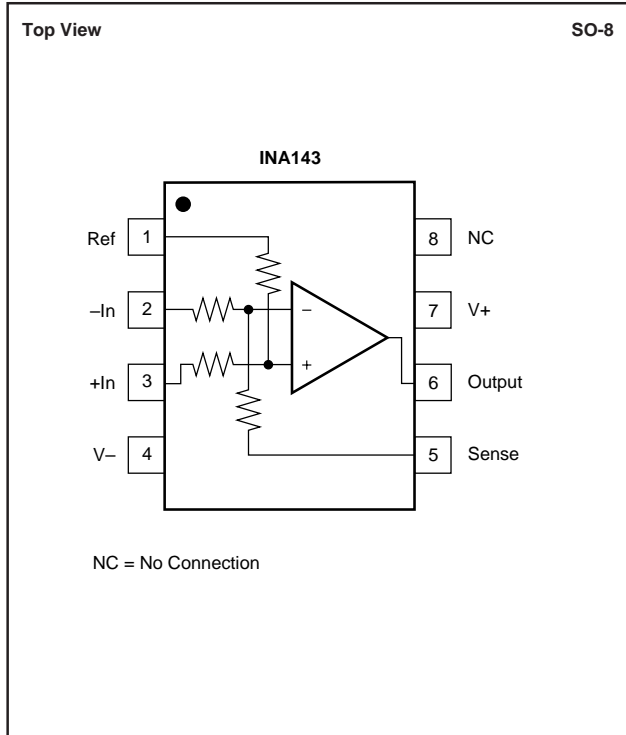 Top View SO-8
INA143
Ref 1 8 NC
–In 2 – 7 V+
+In 3 + 6 Output
V– 4 5 Sense
NC = No Connection